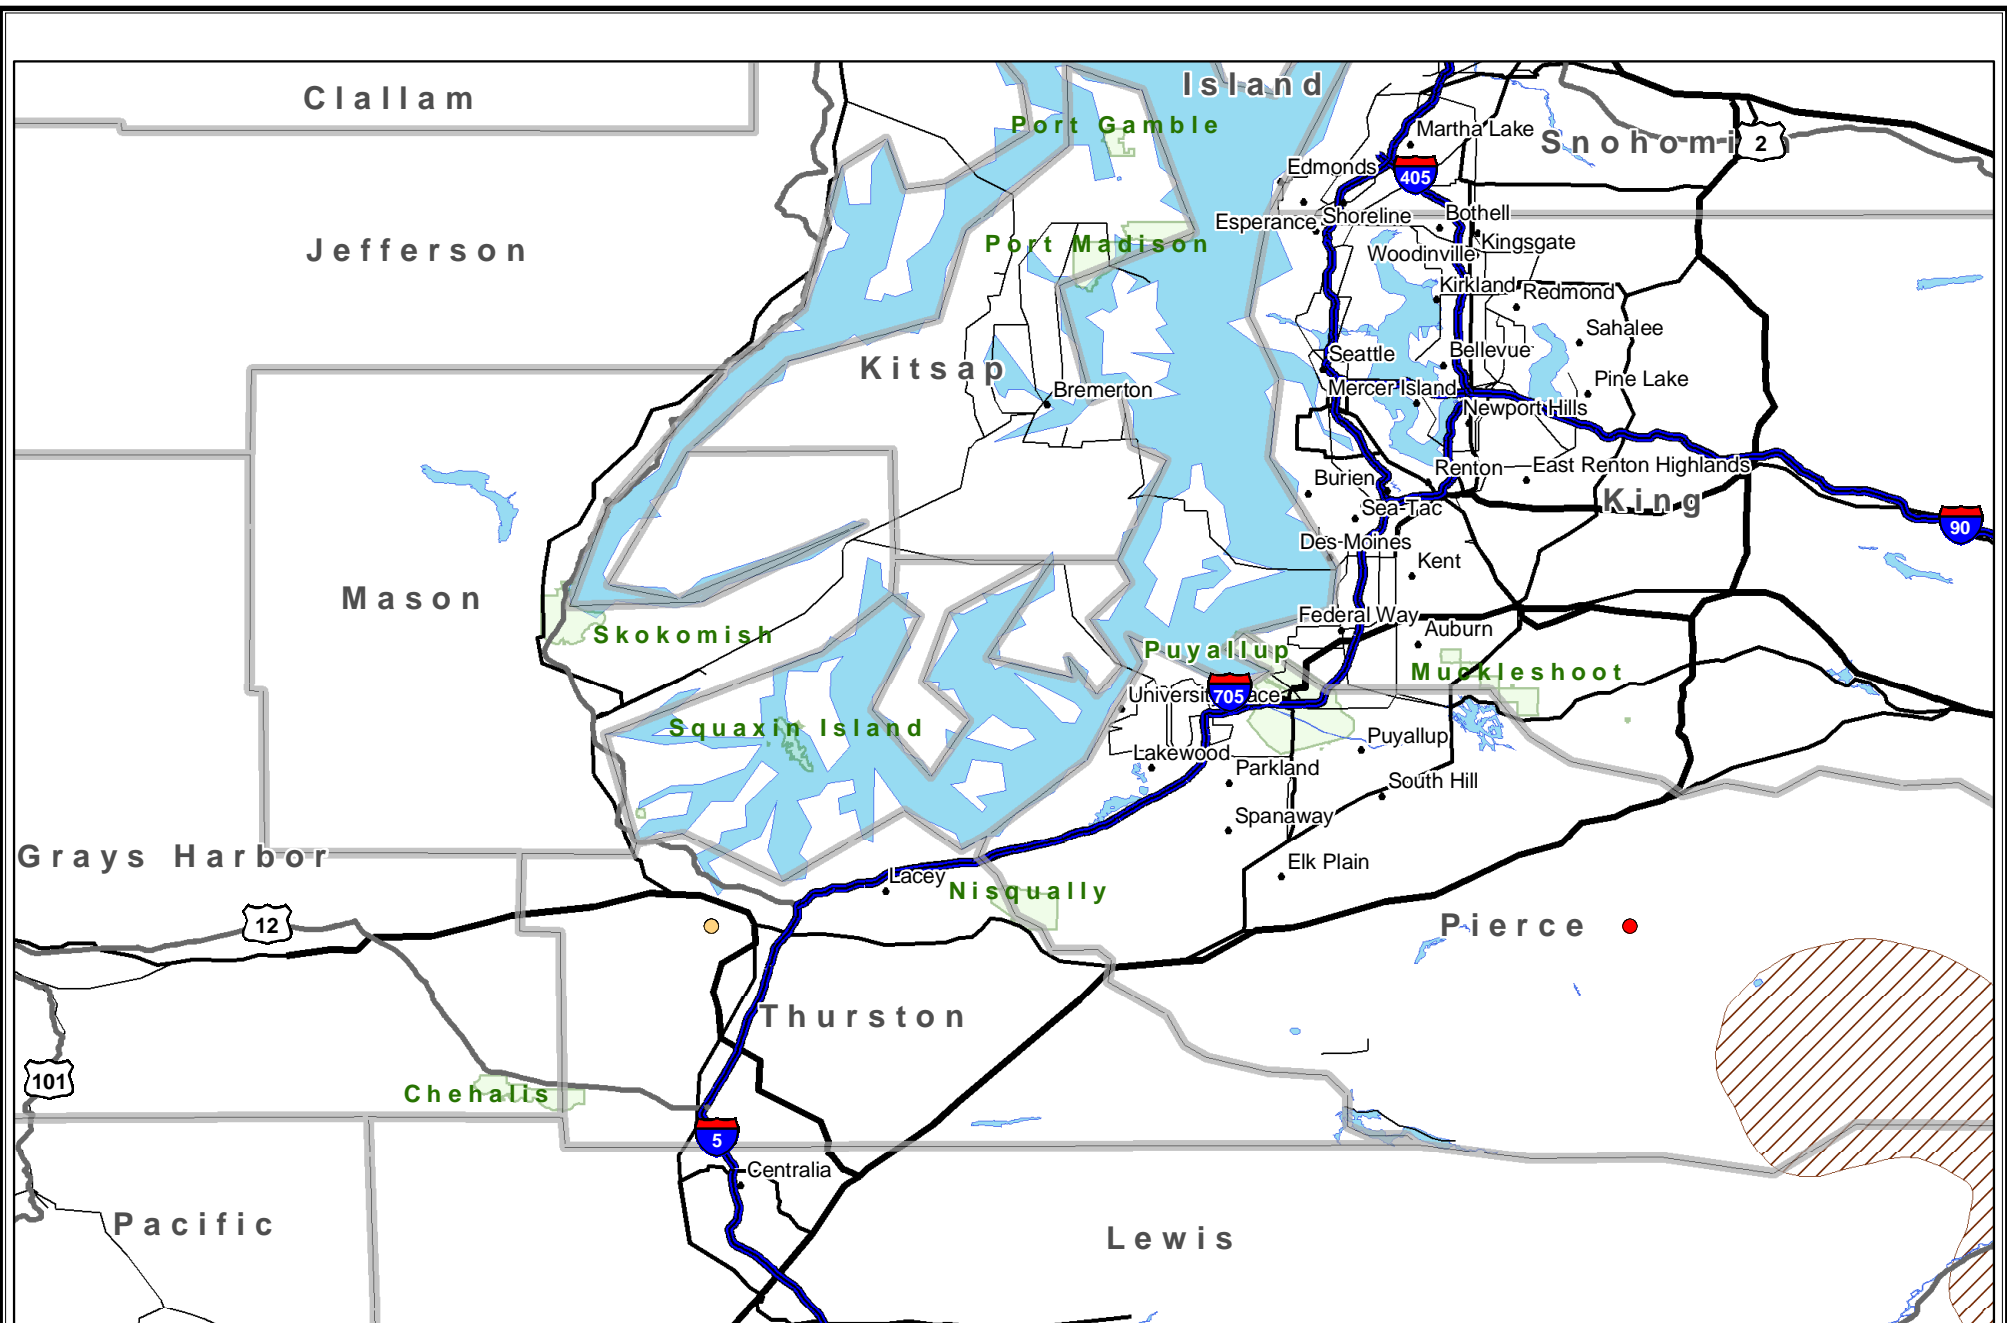 Clallam
Island
Port Gamble
Martha Lake
Snohomi
2
Edmonds
405
Jefferson
Port Madison
Esperance
Shoreline
Bothell
Kingsgate
Woodinville
Kirkland
Redmond
Sahalee
Kitsap
Bremerton
Seattle
Bellevue
Pine Lake
Mercer Island
Newport Hills
Burien
Renton
East Renton Highlands
King
Sea-Tac
90
Des-Moines
Kent
Mason
Skokomish
Federal Way
Auburn
Puyallup
Muckleshoot
705
Squaxin Island
Puyallup
Lakewood
Parkland
South Hill
Spanaway
Grays Harbor
Elk Plain
Lacey
Nisqually
12
Pierce
Thurston
101
Chehalis
5
Centralia
Pacific
Lewis